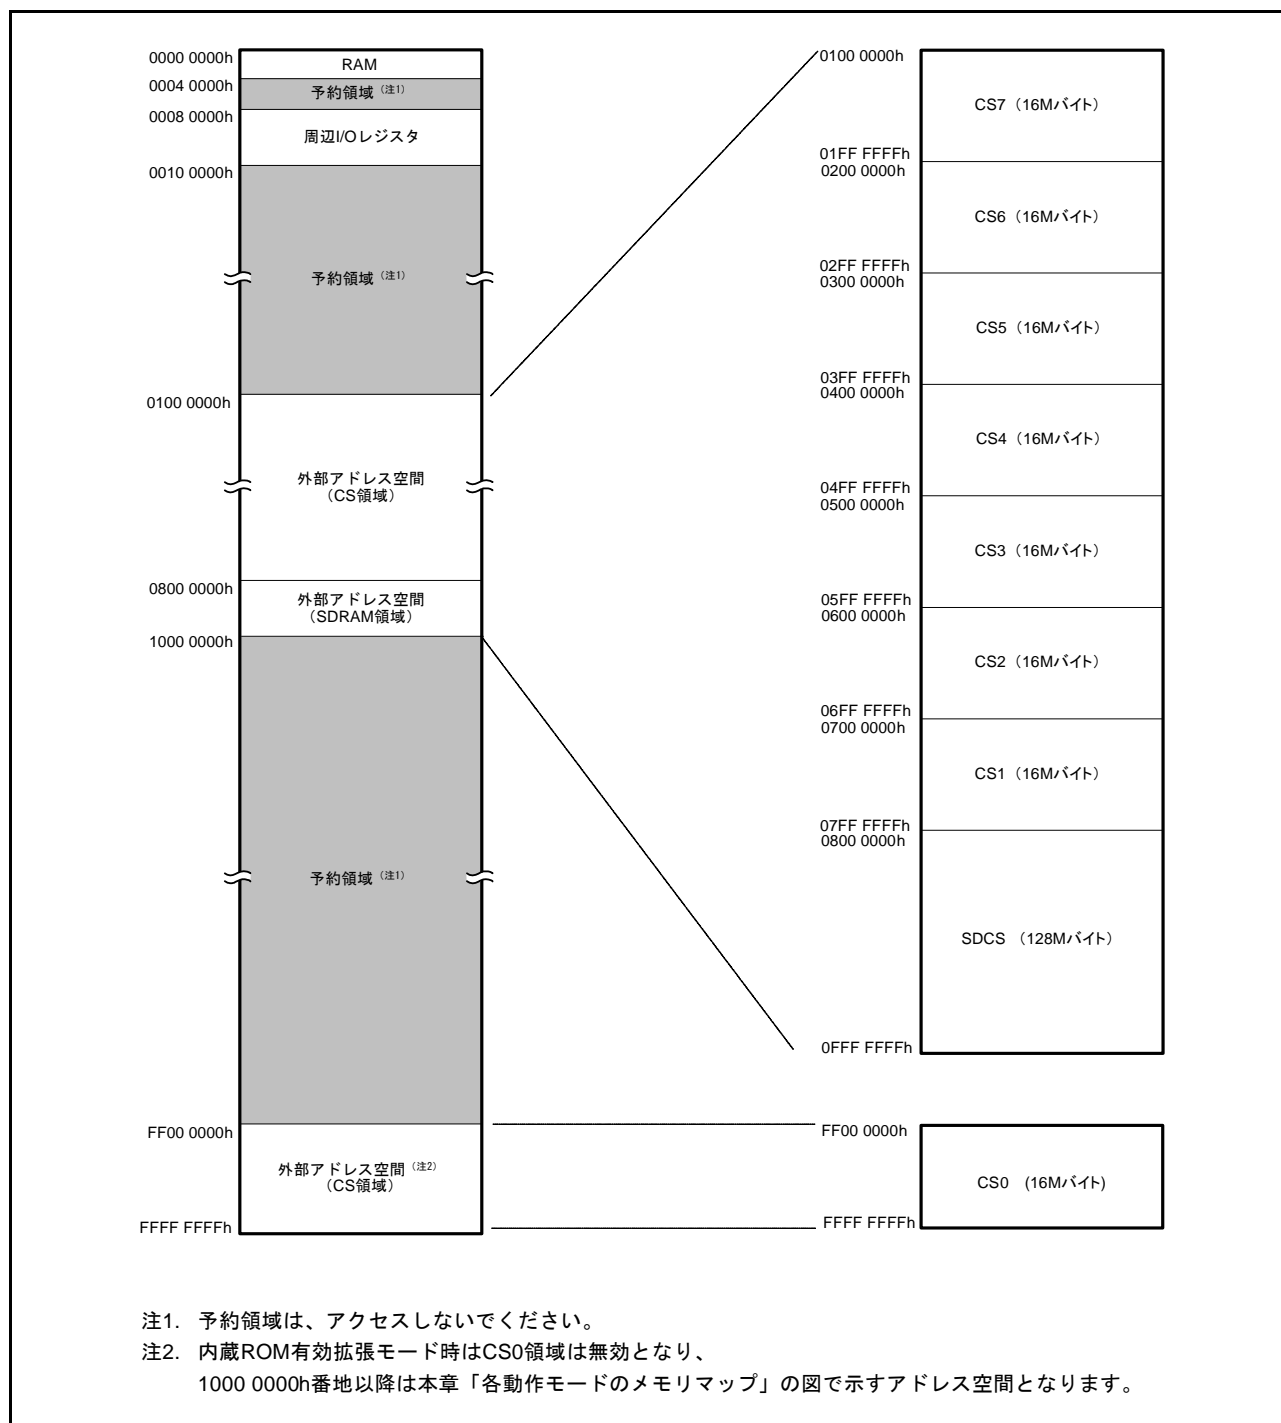 0000 0000h
RAM
0004 0000h
予約領域（注1）
0008 0000h
周辺I/Oレジスタ
0010 0000h
予約領域（注1）
0100 0000h
外部アドレス空間
（CS領域）
0800 0000h
外部アドレス空間
（SDRAM領域）
1000 0000h
予約領域（注1）
FF00 0000h
外部アドレス空間（注2）
（CS領域）
FFFF FFFFh
0100 0000h
CS7（16Mバイト）
01FF FFFFh
0200 0000h
CS6（16Mバイト）
02FF FFFFh
0300 0000h
CS5（16Mバイト）
03FF FFFFh
0400 0000h
CS4（16Mバイト）
04FF FFFFh
0500 0000h
CS3（16Mバイト）
05FF FFFFh
0600 0000h
CS2（16Mバイト）
06FF FFFFh
0700 0000h
CS1（16Mバイト）
07FF FFFFh
0800 0000h
SDCS （128Mバイト）
0FFF FFFFh
FF00 0000h
CS0 (16Mバイト)
FFFF FFFFh
注1. 予約領域は、アクセスしないでください。
注2. 内蔵ROM有効拡張モード時はCS0領域は無効となり、
1000 0000h番地以降は本章「各動作モードのメモリマップ」の図で示すアドレス空間となります。